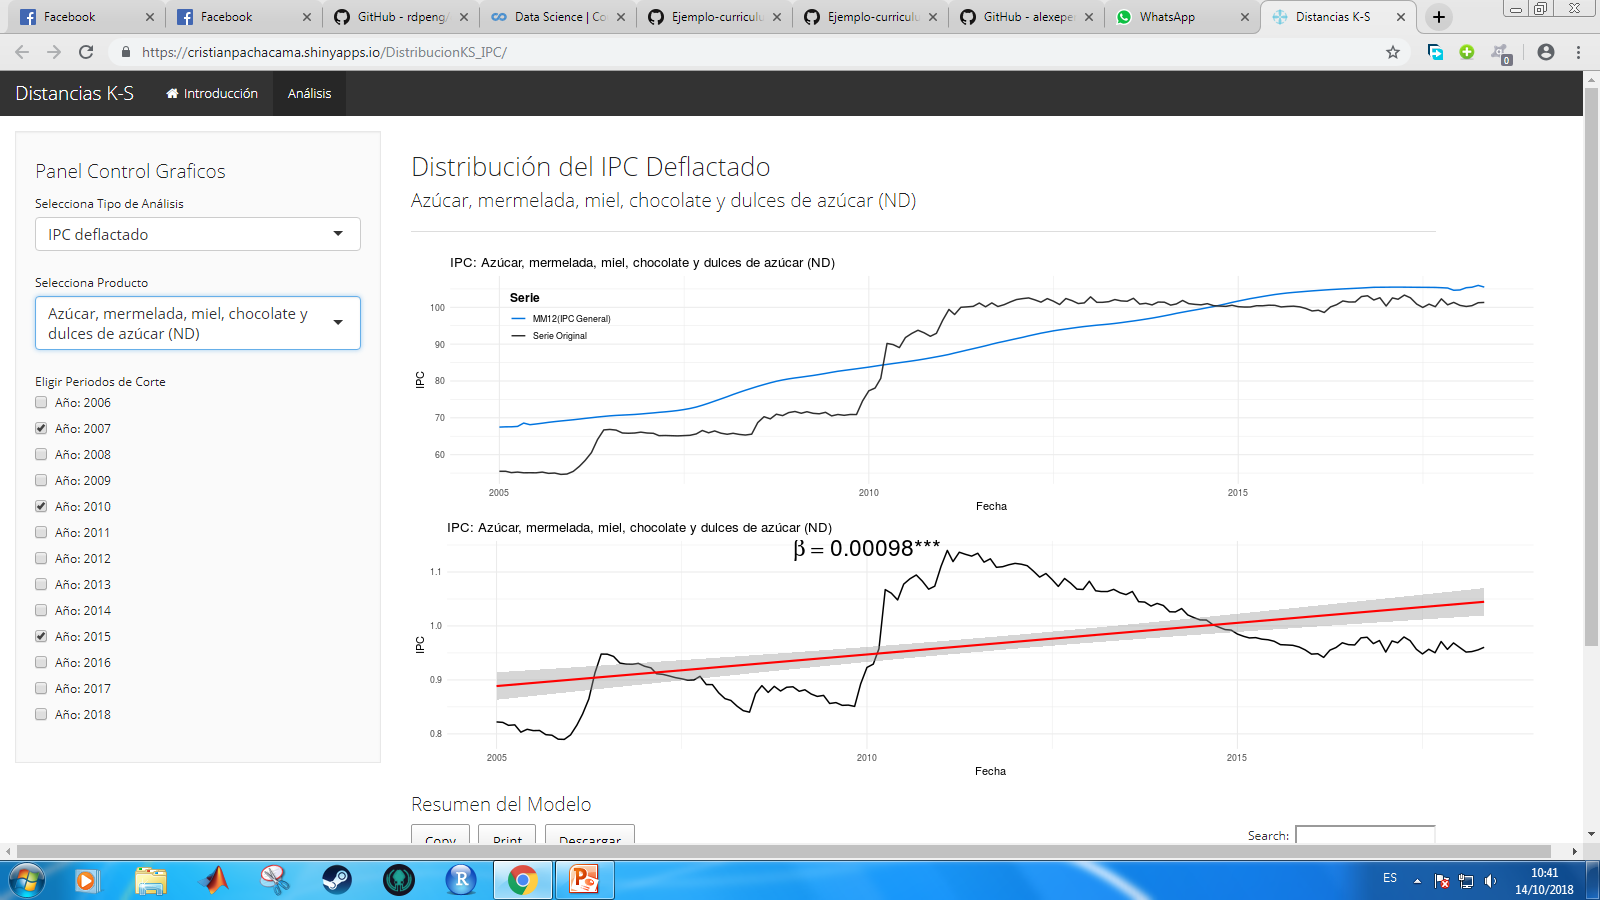 Facebook
Facebook
GitHub - rdpeng/
Data Science | Co
Ejemplo-curriculu
Ejemplo-curriculu
GitHub - alexepe
WhatsApp
Distancias K-S
https://cristianpachacama.shinyapps.io/DistribucionKS_IPC/
0
Distancias K-S
Introducción
Análisis
Panel Control Graficos
Selecciona Tipo de Análisis
IPC deflactado
Selecciona Producto
Azúcar, mermelada, miel, chocolate y
dulces de azúcar (ND)
Eligir Periodos de Corte
Año: 2006
Año: 2007
Año: 2008
Año: 2009
Año: 2010
Año: 2011
Año: 2012
Año: 2013
Año: 2014
Año: 2015
Año: 2016
Año: 2017
Año: 2018
Distribución del IPC Deflactado
Azúcar, mermelada, miel, chocolate y dulces de azúcar (ND)
IPC: Azúcar, mermelada, miel, chocolate y dulces de azúcar (ND)
Serie
MM12(IPC General)
Serie Original
IPC
100
90
80
70
60
2005
2010
2015
Fecha
IPC: Azúcar, mermelada, miel, chocolate y dulces de azúcar (ND)
β = 0.00098***
IPC
1.1
1.0
0.9
0.8
2005
2010
2015
Fecha
Resumen del Modelo
Copy
Print
Descargar
Search:
ES
10:41
14/10/2018